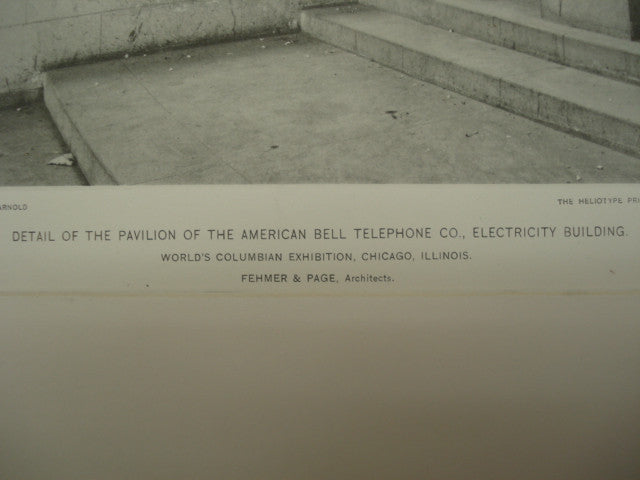 ARNOLD THE HELIOTYPE
DETAIL OF THE PAVILION OF THE AMERICAN BELL TELEPHONE CO., ELECTRICITY BUILDING.
WORLD'S COLUMBIAN EXHIBITION, CHICAGO, ILLINOIS.
FEHMER & PAGE, Architects.